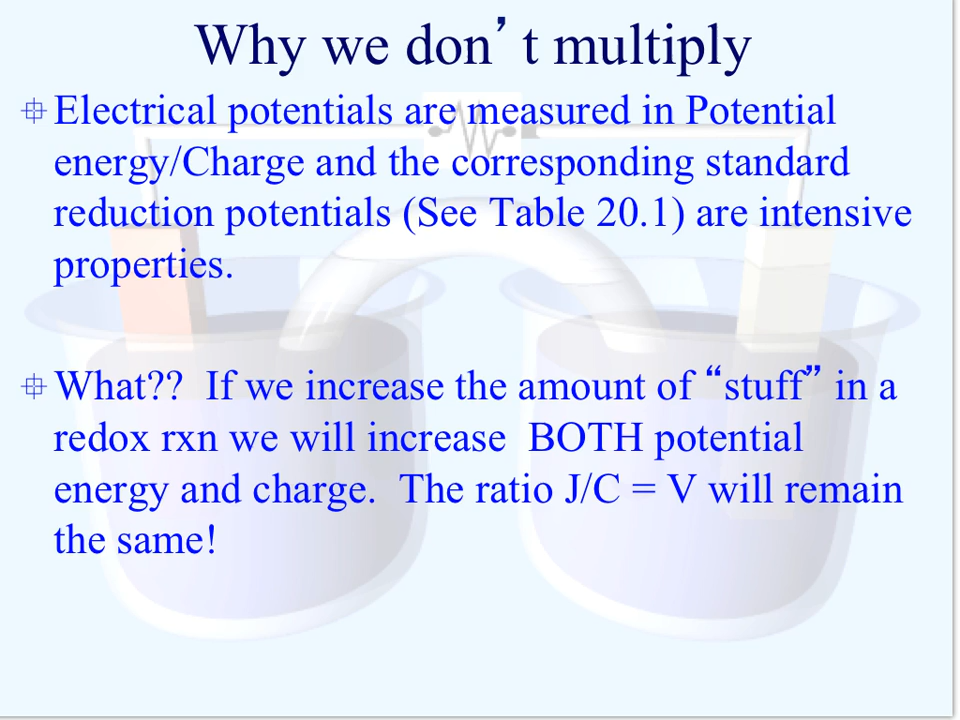 Why we don’t multiply
Electrical potentials are measured in Potential
energy/Charge and the corresponding standard
reduction potentials (See Table 20.1) are intensive
properties.
What?? If we increase the amount of “stuff” in a
redox rxn we will increase BOTH potential
energy and charge. The ratio J/C = V will remain
the same!